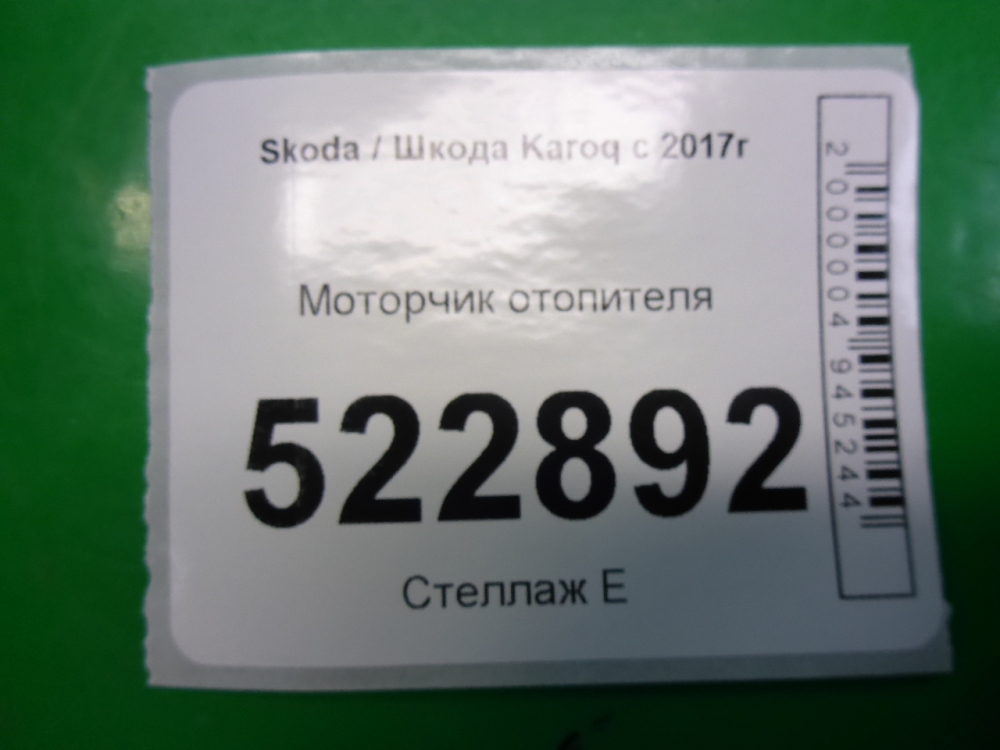 Skoda / Шкода Karoq с 2017г
Моторчик отопителя
522892
Стеллаж Е
2000004945244